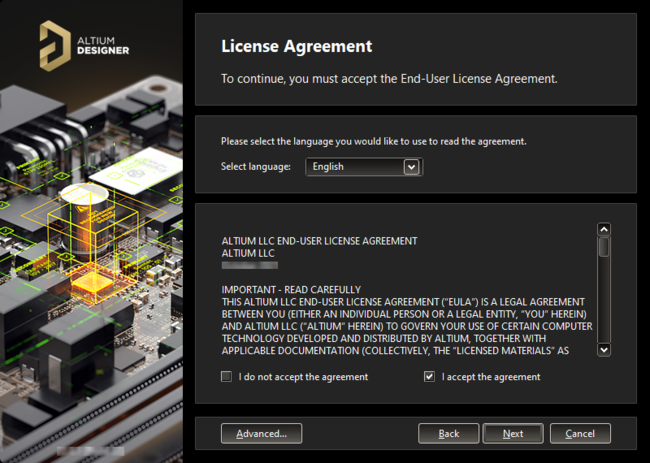 ALTIUM
DESIGNER
License Agreement
To continue, you must accept the End-User License Agreement.
Please select the language you would like to use to read the agreement.
Select language:
English
ALTIUM LLC END-USER LICENSE AGREEMENT
ALTIUM LLC
IMPORTANT - READ CAREFULLY
THIS ALTIUM LLC END-USER LICENSE AGREEMENT ("EULA") IS A LEGAL AGREEMENT
BETWEEN YOU (EITHER AN INDIVIDUAL PERSON OR A LEGAL ENTITY, "YOU" HEREIN)
AND ALTIUM LLC ("ALTIUM" HEREIN) TO GOVERN YOUR USE OF CERTAIN COMPUTER
TECHNOLOGY DEVELOPED AND DISTRIBUTED BY ALTIUM, TOGETHER WITH
APPLICABLE DOCUMENTATION (COLLECTIVELY, THE "LICENSED MATERIALS" AS
I do not accept the agreement
I accept the agreement
Advanced...
Back
Next
Cancel